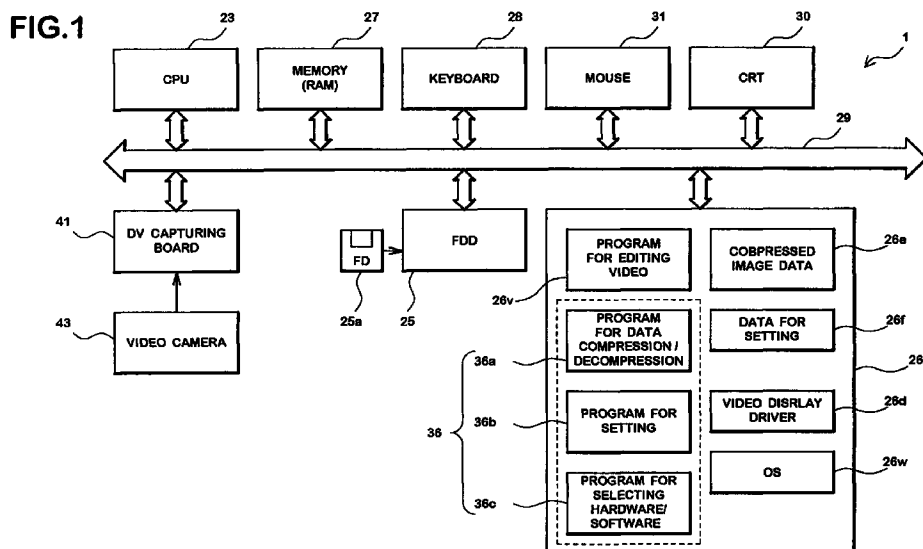 FIG.1
23
27
28
31
30
1
CPU
MEMORY
(RAM)
KEYBOARD
MOUSE
CRT
29
41
DV CAPTURING
BOARD
FD
25a
FDD
25
43
VIDEO CAMERA
PROGRAM
FOR EDITING
VIDEO
26v
COBPRESSED
IMAGE DATA
26e
PROGRAM
FOR DATA
COMPRESSION /
DECOMPRESSION
36a
DATA FOR
SETTING
26f
26
36
36b
PROGRAM FOR
SETTING
VIDEO DISRLAY
DRIVER
26d
36c
PROGRAM FOR
SELECTING
HARDWARE/
SOFTWARE
OS
26w